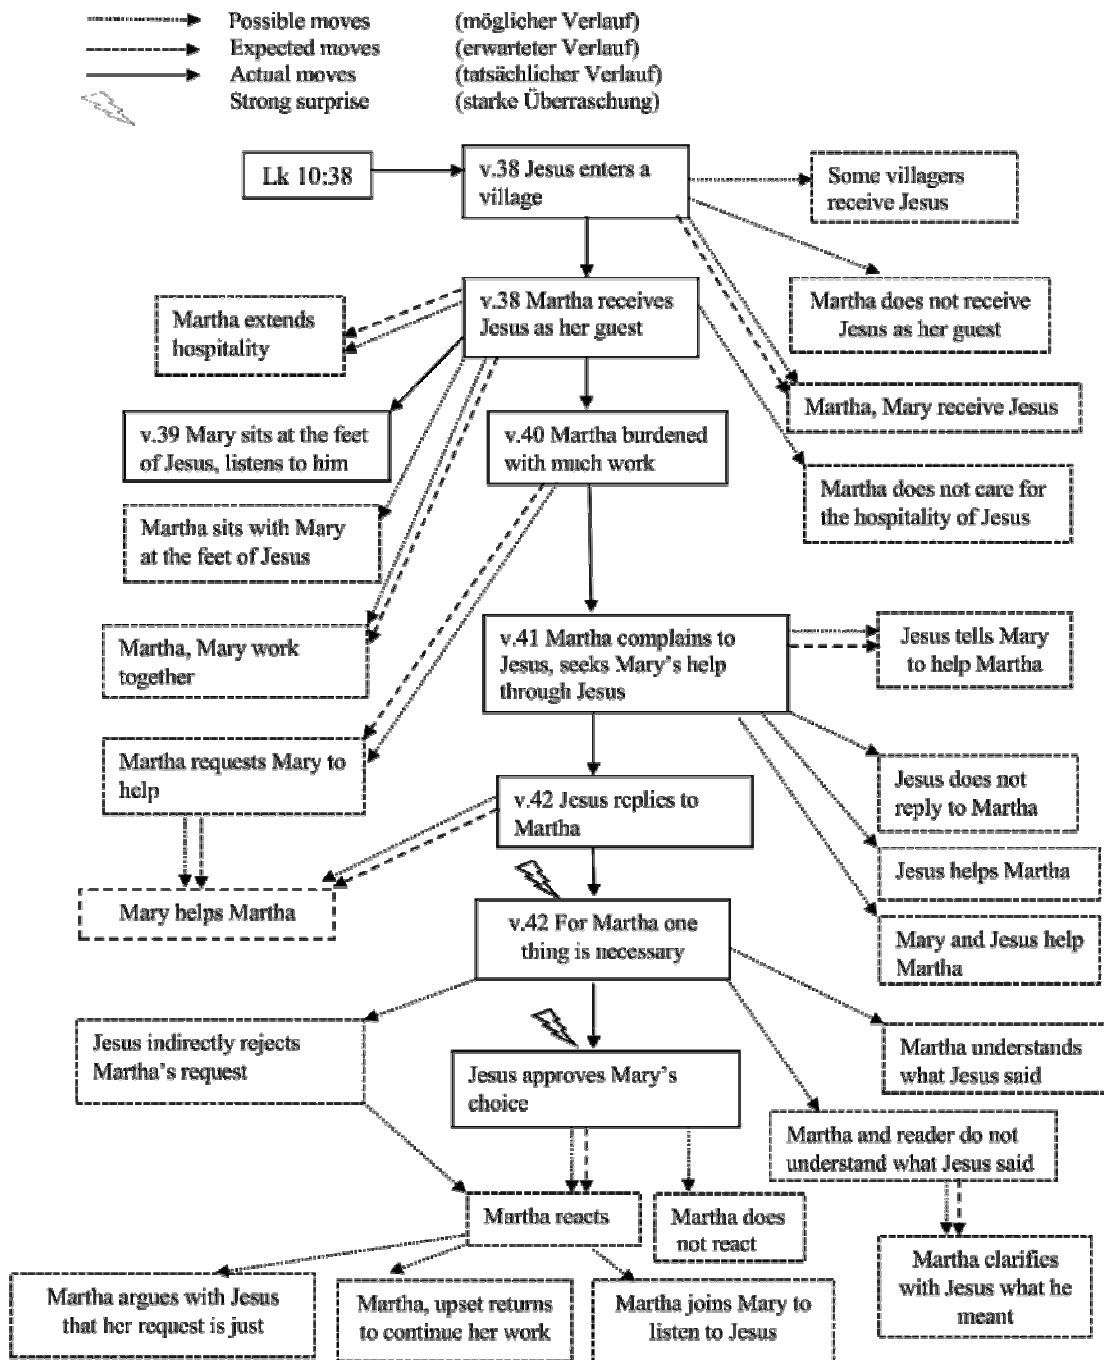 Possible moves (möglicher Verlauf)
Expected moves (erwarteter Verlauf)
Actual moves (tatsächlicher Verlauf)
Strong surprise (starke Überraschung)
Lk 10:38
v.38 Jesus enters a
village
Some villagers
receive Jesus
Martha extends
hospitality
v.38 Martha receives
Jesus as her guest
Martha does not receive
Jesus as her guest
Martha, Mary receive Jesus
v.39 Mary sits at the feet
of Jesus, listens to him
v.40 Martha burdened
with much work
Martha does not care for
the hospitality of Jesus
Martha sits with Mary
at the feet of Jesus
Martha, Mary work
together
v.41 Martha complains to
Jesus, seeks Mary's help
through Jesus
Jesus tells Mary
to help Martha
Martha requests Mary to
help
v.42 Jesus replies to
Martha
Jesus does not
reply to Martha
Jesus helps Martha
Mary helps Martha
v.42 For Martha one
thing is necessary
Mary and Jesus help
Martha
Jesus indirectly rejects
Martha's request
Jesus approves Mary's
choice
Martha understands
what Jesus said
Martha and reader do not
understand what Jesus said
Martha reacts
Martha does
not react
Martha clarifies
with Jesus what he
meant
Martha argues with Jesus
that her request is just
Martha, upset returns
to continue her work
Martha joins Mary to
listen to Jesus